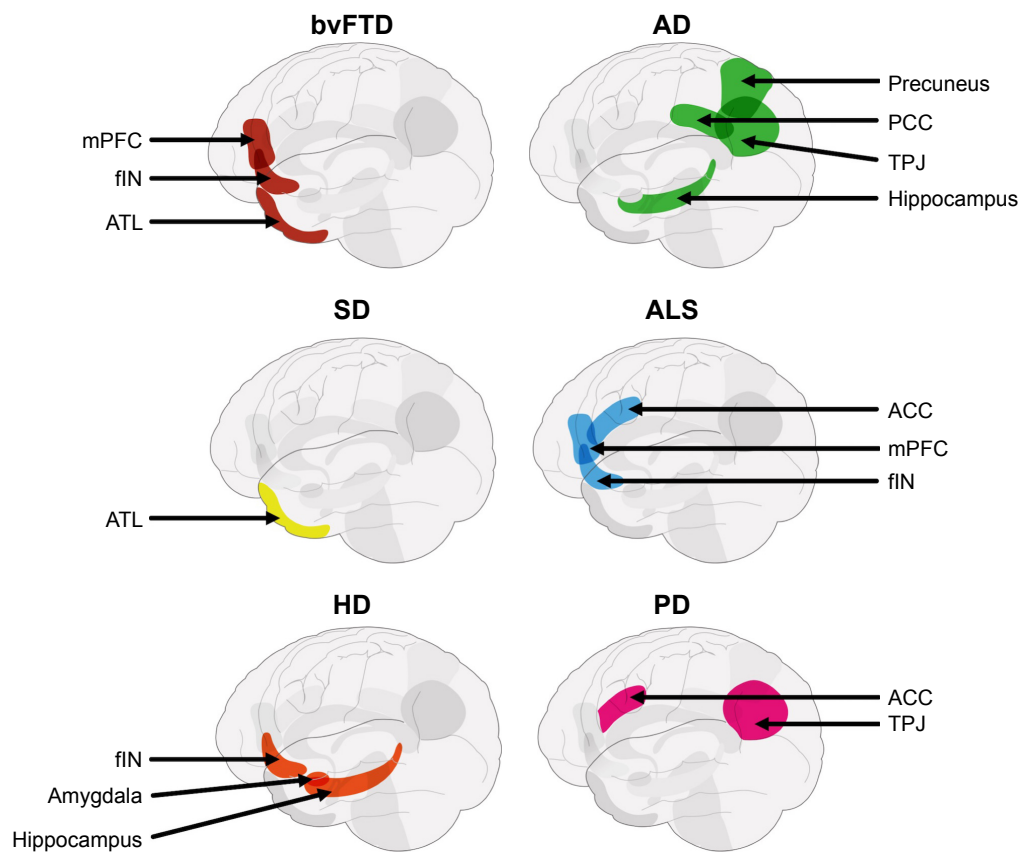 bvFTD
mPFC
fIN
ATL
AD
Precuneus
PCC
TPJ
Hippocampus
SD
ATL
ALS
ACC
mPFC
fIN
HD
fIN
Amygdala
Hippocampus
PD
ACC
TPJ